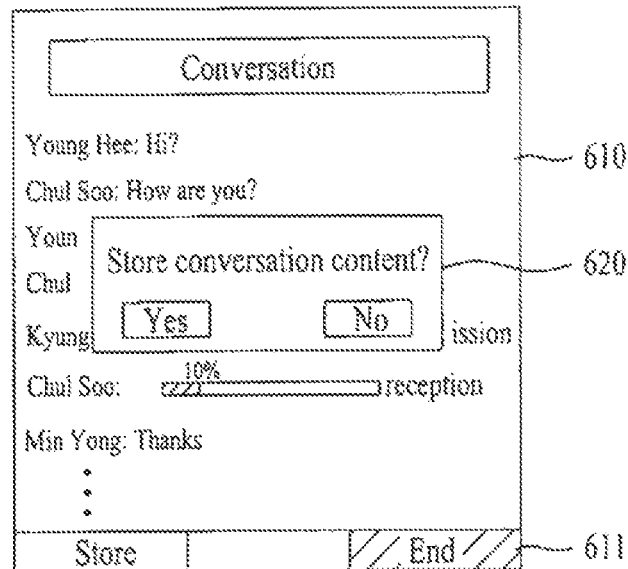 Conversation
Young Hee: Hi?
610
Chul Soo: How are you?
Youn
Store conversation content?
620
Chul
Yes
No
Kyung
ission
10%
Chul Soo:
reception
Min Yong: Thanks
Store
End
611